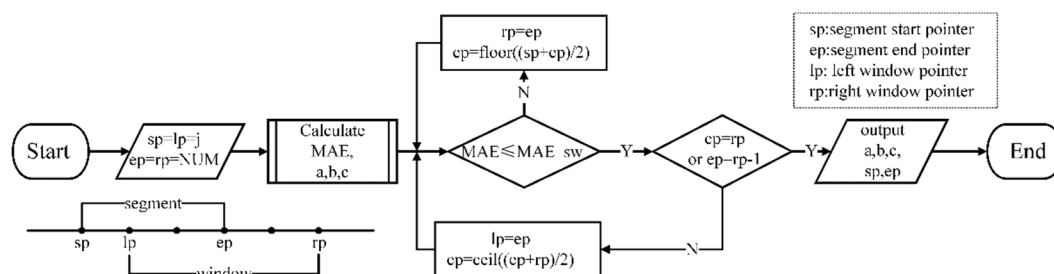 rp=ep
cp=floor((sp+cp)/2)
sp:segment start pointer
ep:segment end pointer
lp: left window pointer
rp:right window pointer
N
Start
sp=lp=j
ep=rp=NUM
Calculate
MAE,
a,b,c
MAE≤MAE sw
Y
cp=rp
or ep=rp-1
Y
output
a,b,c,
sp,ep
End
segment
sp lp ep rp
window
lp=ep
cp=ceil((cp+rp)/2)
N